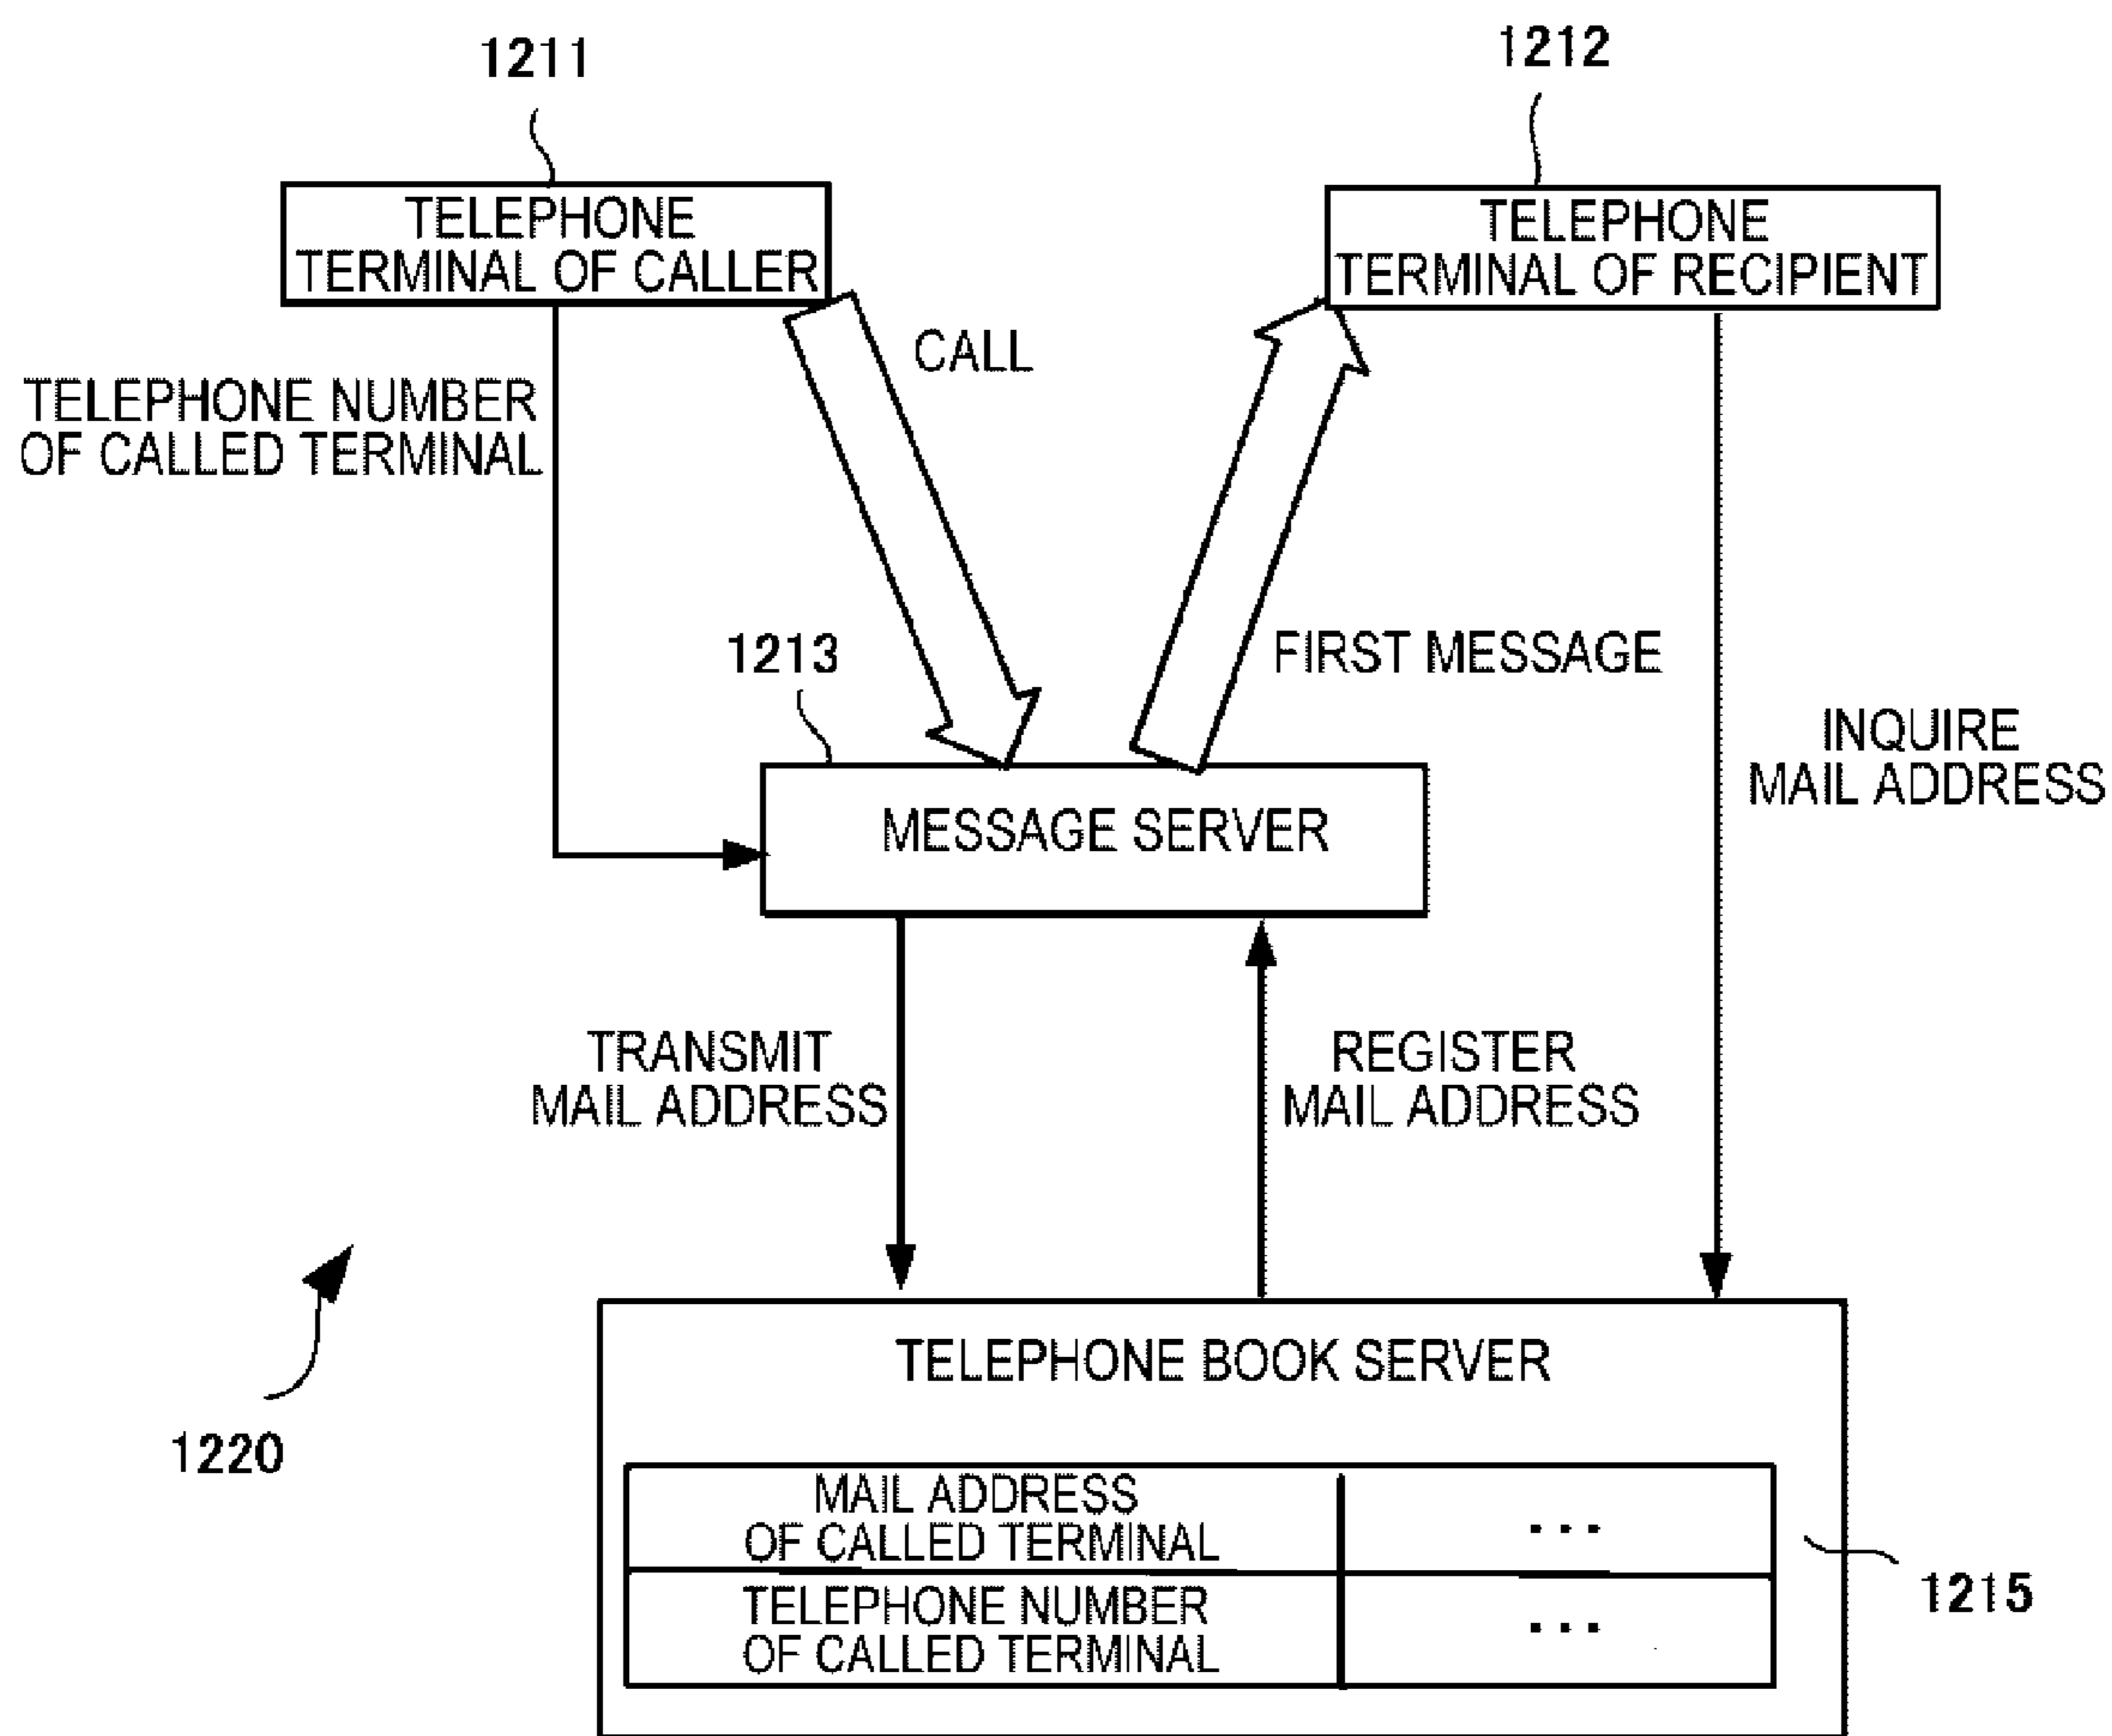 1211
1212
TELEPHONE
TERMINAL OF CALLER
TELEPHONE
TERMINAL OF RECIPIENT
CALL
TELEPHONE NUMBER
OF CALLED TERMINAL
1213
FIRST MESSAGE
INQUIRE
MAIL ADDRESS
MESSAGE SERVER
TRANSMIT
MAIL ADDRESS
REGISTER
MAIL ADDRESS
TELEPHONE BOOK SERVER
1220
MAIL ADDRESS
OF CALLED TERMINAL
...
1215
TELEPHONE NUMBER
OF CALLED TERMINAL
...